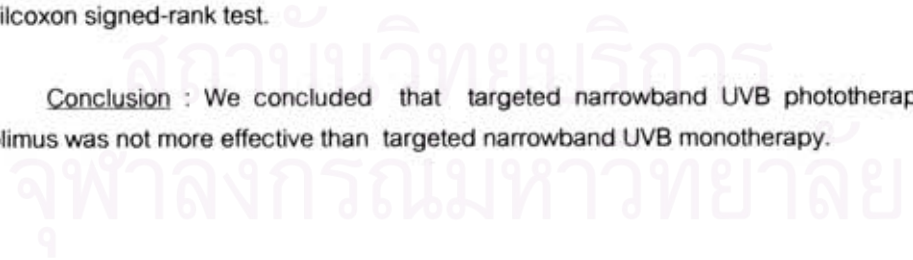 ilcoxon signed-rank test.
สถาบันวิทยบริการ
Conclusion : We concluded that targeted narrowband UVB photothera
limus was not more effective than targeted narrowband UVB monotherapy.
จุฬาลงกรณ์มหาวิทยาลัย